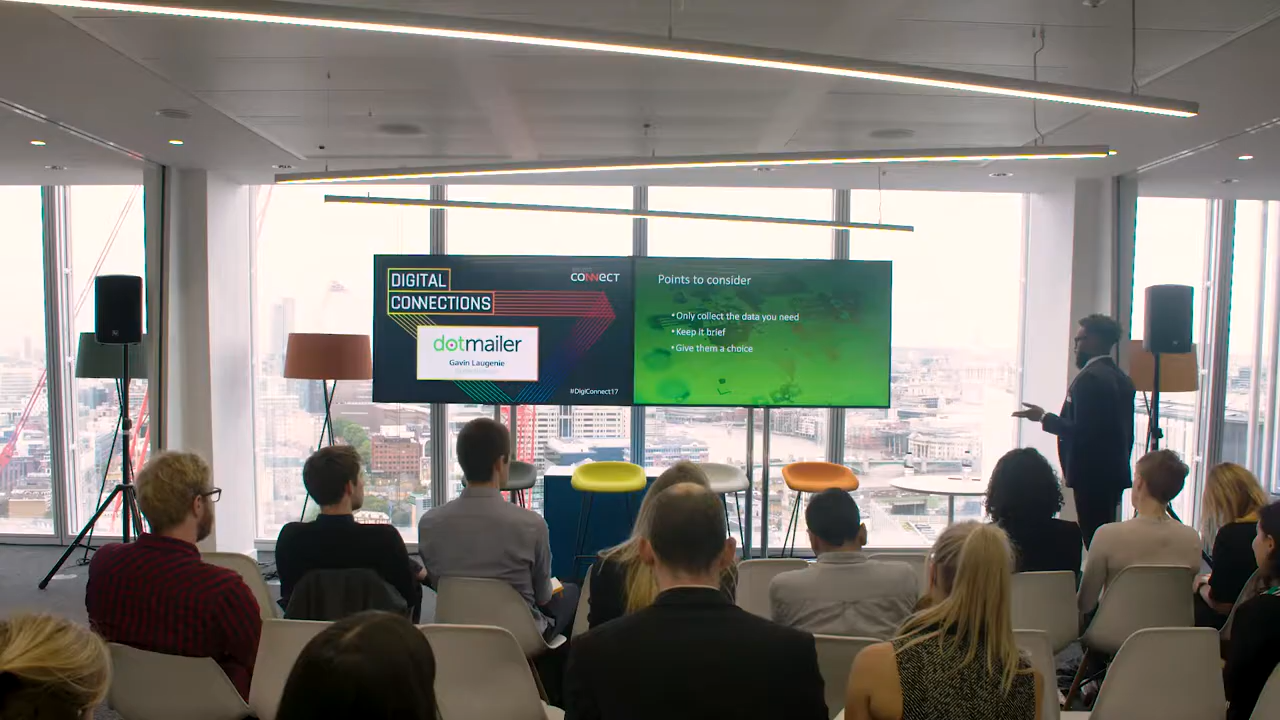 DIGITAL
CONNECTIONS
CONNECT
dotmailer
Gavin Laugenie
#DigiConnect17
Points to consider
•Only collect the data you need
•Keep it brief
•Give them a choice